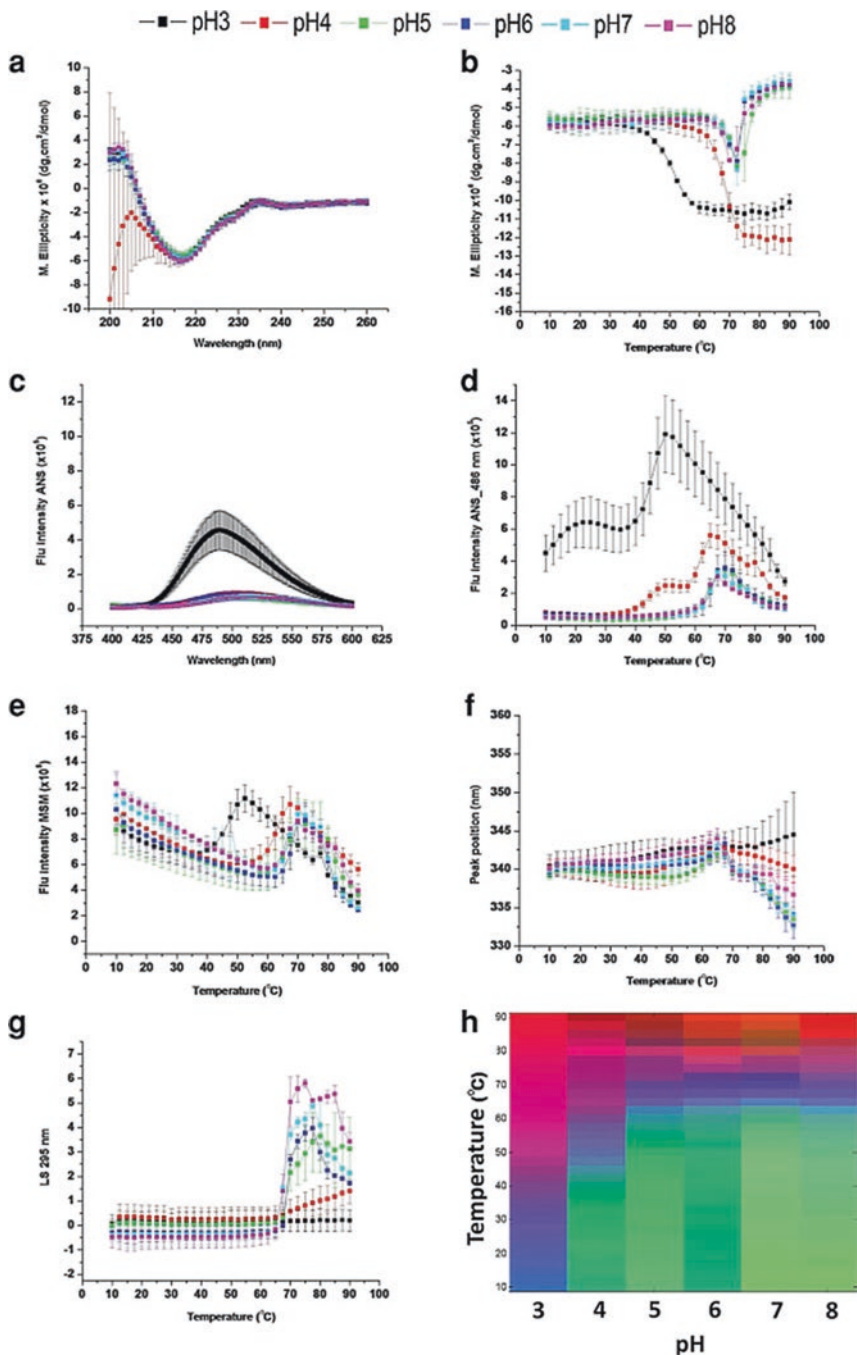 pH3 pH4 pH5 pH6 pH7 pH8
a
M. Ellipticity x 10⁶ (dg.cm²/dmol)
10
8
6
4
2
0
-2
-4
-6
-8
-10
200 210 220 230 240 250 260
Wavelength (nm)
b
M. Ellipticity x 10⁶ (dg.cm²/dmol)
-3
-4
-5
-6
-7
-8
-9
-10
-11
-12
-13
-14
-15
-16
0 10 20 30 40 50 60 70 80 90 100
Temperature (°C)
c
Flu Intensity ANS (x10⁵)
12
10
8
6
4
2
0
375 400 425 450 475 500 525 550 575 600 625
Wavelength (nm)
d
Flu Intensity ANS_486 nm (x10⁵)
14
12
10
8
6
4
2
0
0 10 20 30 40 50 60 70 80 90 100
Temperature (°C)
e
Flu Intensity MSM (x10⁵)
18
16
14
12
10
8
6
4
2
0
0 10 20 30 40 50 60 70 80 90 100
Temperature (°C)
f
Peak position (nm)
360
355
350
345
340
335
330
0 10 20 30 40 50 60 70 80 90 100
Temperature (°C)
g
LS 295 nm
7
6
5
4
3
2
1
0
-1
-2
0 10 20 30 40 50 60 70 80 90 100
Temperature (°C)
h
Temperature (°C)
90
80
70
60
50
40
30
20
10
3 4 5 6 7 8
pH